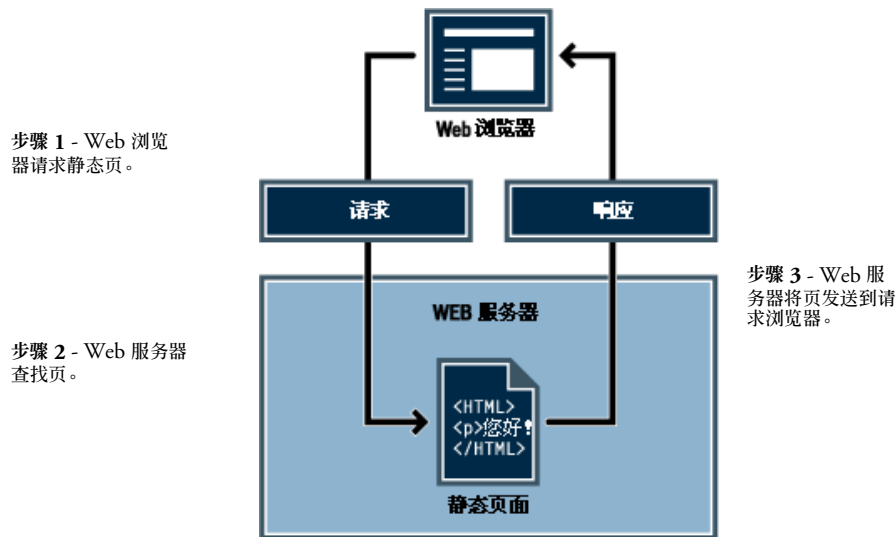 Web 浏览器
步骤 1 - Web 浏览
器请求静态页。
请求
响应
步骤 3 - Web 服
务器将页发送到请
求浏览器。
WEB 服务器
步骤 2 - Web 服务器
查找页。
<HTML>
<p>您好!
</HTML>
静态页面